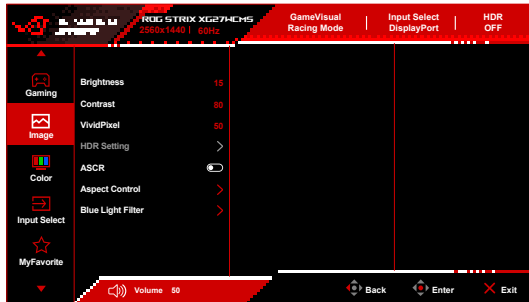 ROG STRIX XG27WCMS
2560x1440 | 60Hz
GameVisual
Racing Mode
Input Select
DisplayPort
HDR
OFF
Gaming
Image
Color
Input Select
MyFavorite
Brightness 15
Contrast 80
VividPixel 50
HDR Setting
ASCR
Aspect Control
Blue Light Filter
Volume 50
Back
Enter
Exit